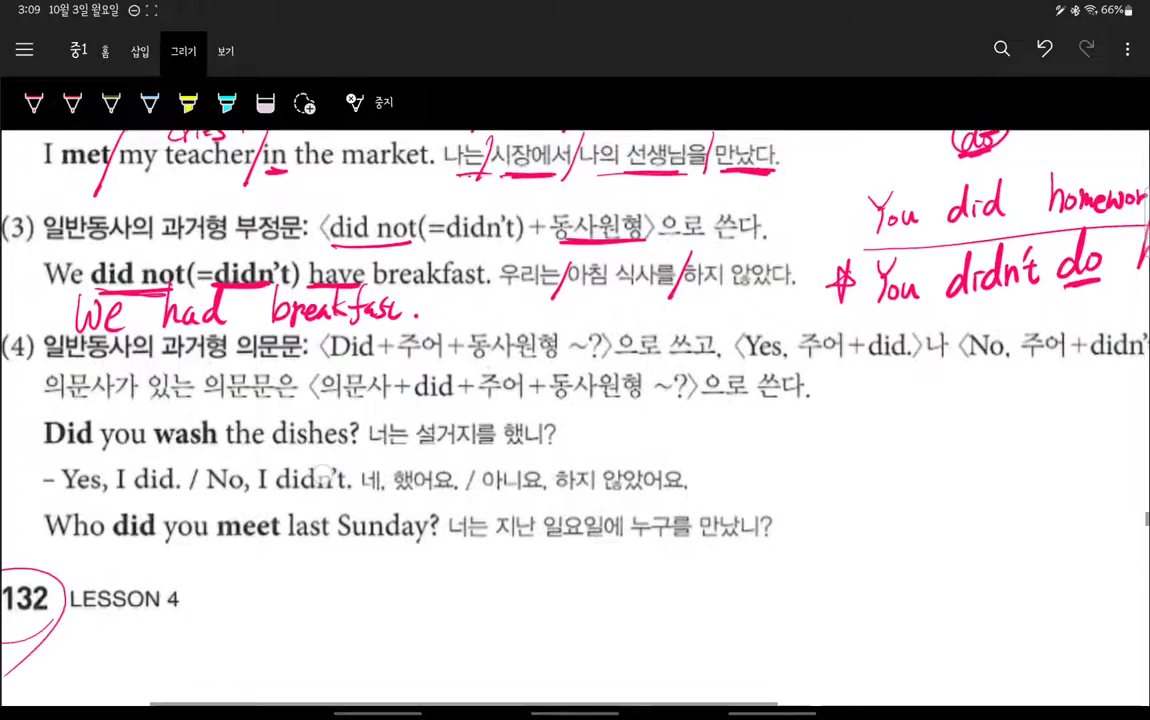 3:09 10월 3일 월요일 66%
중1 홈 삽입 그리기 보기
중지
I met/my teacher/in the market. 나는/시장에서/나의 선생님을/만났다.
do
You did homewor
(3) 일반동사의 과거형 부정문: 〈did not(=didn't)+동사원형〉으로 쓴다.
We did not(=didn't) have breakfast. 우리는/아침 식사를/하지 않았다.
You didn't do
We had breakfast.
(4) 일반동사의 과거형 의문문: 〈Did+주어+동사원형 ~?〉으로 쓰고, 〈Yes, 주어+did.〉나 〈No, 주어+didn'
의문사가 있는 의문문은 〈의문사+did+주어+동사원형 ~?〉으로 쓴다.
Did you wash the dishes? 너는 설거지를 했니?
– Yes, I did. / No, I didn't. 네, 했어요. / 아니요, 하지 않았어요.
Who did you meet last Sunday? 너는 지난 일요일에 누구를 만났니?
132 LESSON 4